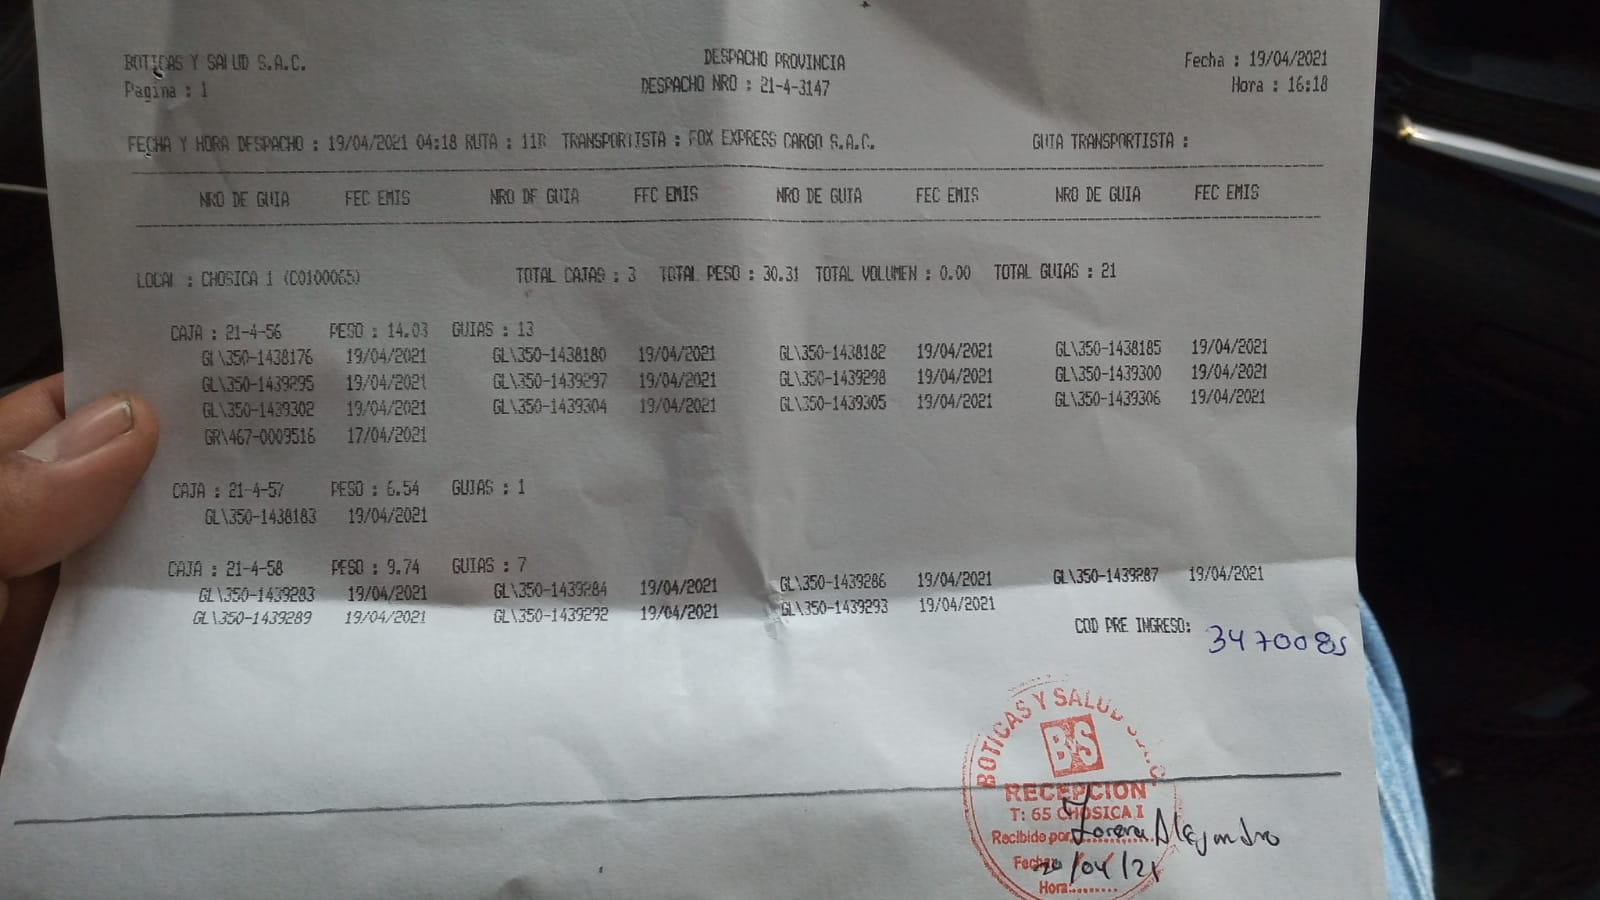 BOTICAS Y SALUD S.A.C. DESPACHO PROVINCIA Fecha : 19/04/2021
Pagina : 1 DESPACHO NRO : 21-4-3147 Hora : 16:18
FECHA Y HORA DESPACHO : 19/04/2021 04:18 RUTA : TRANSPORTISTA : FOX EXPRESS CARGO S.A.C. GUIA TRANSPORTISTA :
NRO DE GUIA FEC EMIS NRO DE GUIA FEC EMIS NRO DE GUIA FEC EMIS NRO DE GUIA FEC EMIS
LOCAL : CHOSICA 1 (C0100065) TOTAL CAJAS : 3 TOTAL PESO : 30.31 TOTAL VOLUMEN : 0.00 TOTAL GUIAS : 21
CAJA : 21-4-56 PESO : 14.03 GUIAS : 13
GL\350-1438176 19/04/2021 GL\350-1438180 19/04/2021 GL\350-1438182 19/04/2021 GL\350-1438185 19/04/2021
GL\350-1439295 19/04/2021 GL\350-1439297 19/04/2021 GL\350-1439298 19/04/2021 GL\350-1439300 19/04/2021
GL\350-1439302 19/04/2021 GL\350-1439304 19/04/2021 GL\350-1439305 19/04/2021 GL\350-1439306 19/04/2021
GR\467-0009516 17/04/2021
CAJA : 21-4-57 PESO : 6.54 GUIAS : 1
GL\350-1438183 19/04/2021
CAJA : 21-4-58 PESO : 9.74 GUIAS : 7
GL\350-1439283 19/04/2021 GL\350-1439284 19/04/2021 GL\350-1439286 19/04/2021 GL\350-1439287 19/04/2021
GL\350-1439289 19/04/2021 GL\350-1439292 19/04/2021 GL\350-1439293 19/04/2021
COD PRE INGRESO: 3470085
BOTICAS Y SALUD S.A.C.
BS
RECEPCION
T: 65 CHOSICA I
Recibido por Lorena Alejandro
Fecha: 20/04/21
Hora:.........